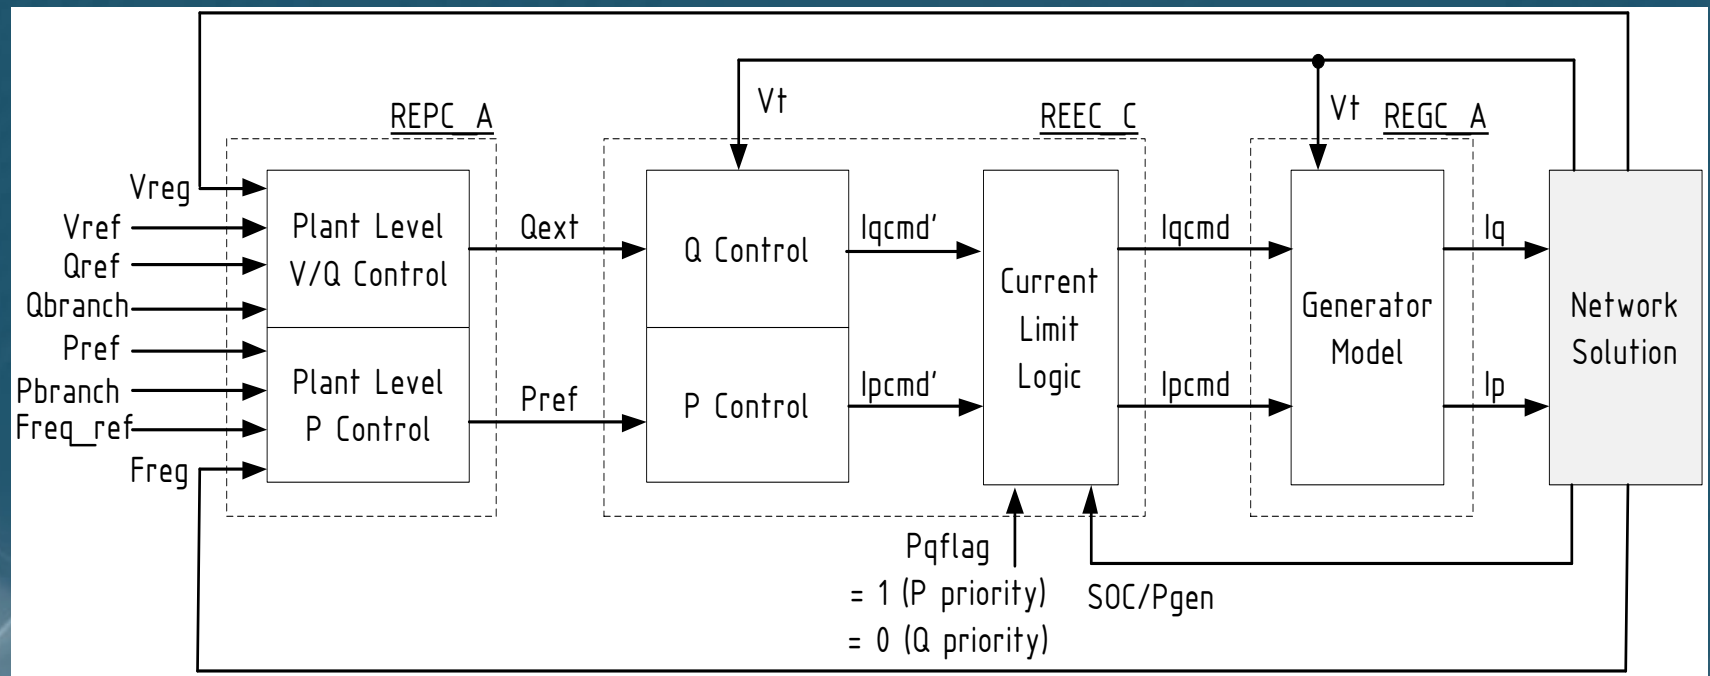 Vt
REPC_A
REEC_C
Vt
REGC_A
Vreg
Vref
Qref
Qbranch
Pref
Pbranch
Freq_ref
Freg
Plant Level
V/Q Control
Plant Level
P Control
Qext
Pref
Q Control
P Control
Iqcmd'
Ipcmd'
Current
Limit
Logic
Iqcmd
Ipcmd
Generator
Model
Iq
Ip
Network
Solution
Pqflag
= 1 (P priority)
= 0 (Q priority)
SOC/Pgen